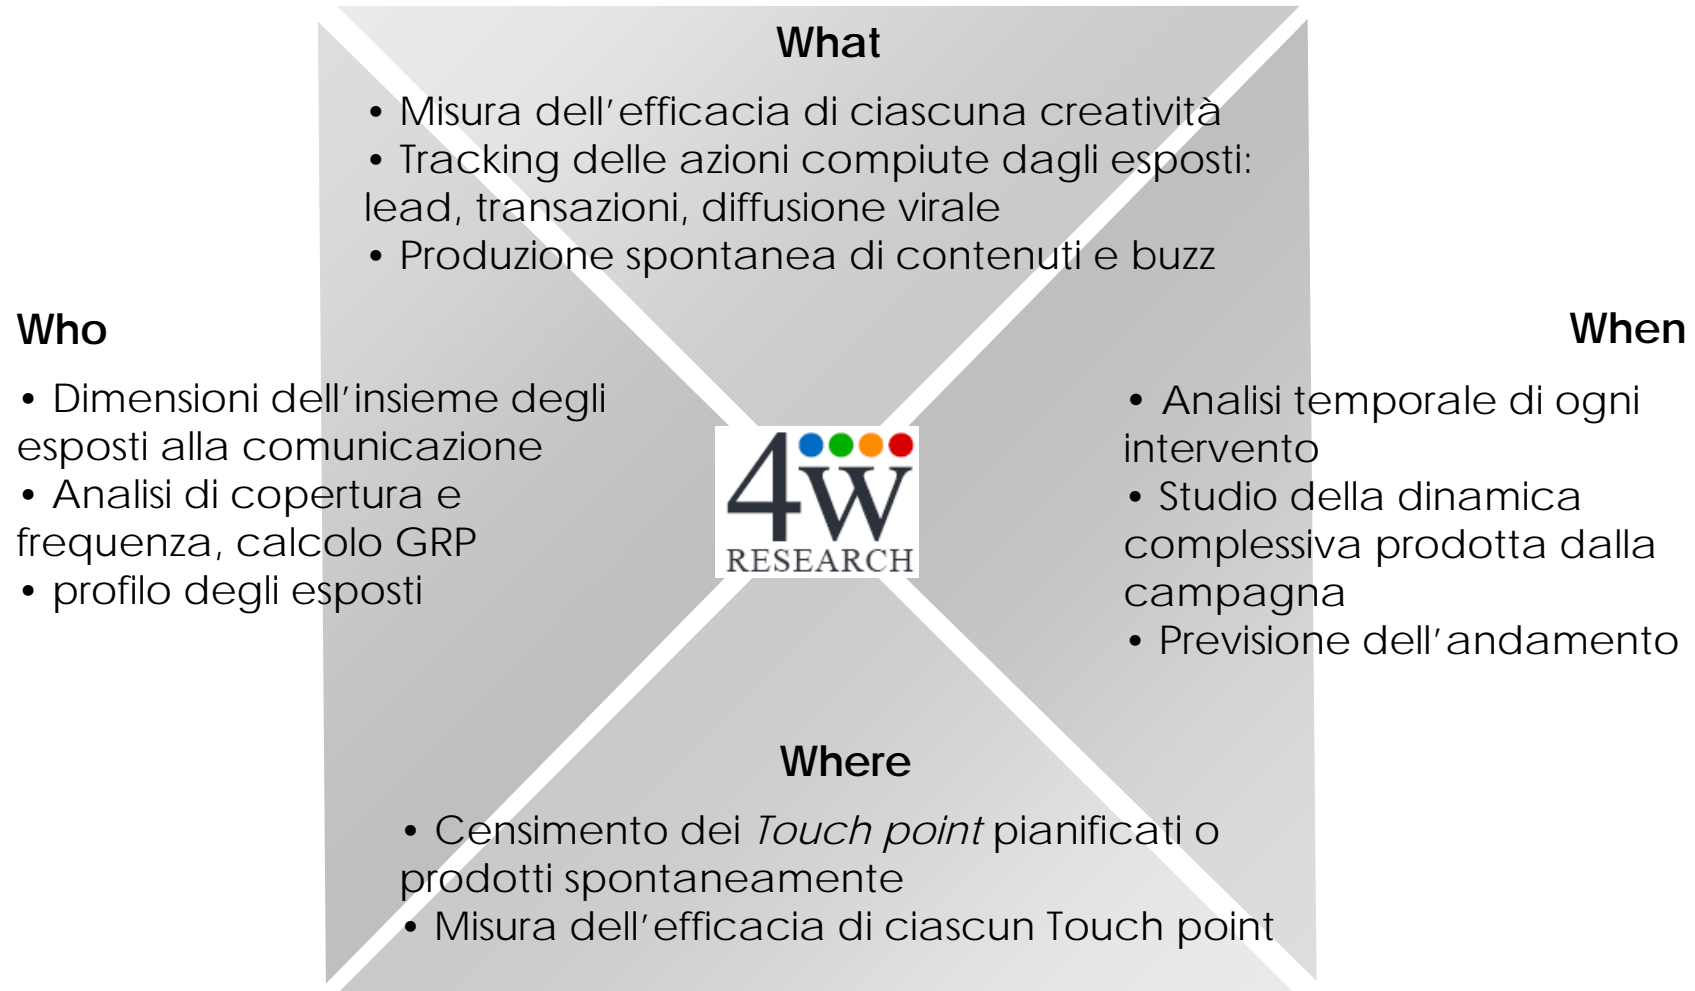 What
• Misura dell’efficacia di ciascuna creatività
• Tracking delle azioni compiute dagli esposti:
lead, transazioni, diffusione virale
• Produzione spontanea di contenuti e buzz
Who
• Dimensioni dell’insieme degli
esposti alla comunicazione
• Analisi di copertura e
frequenza, calcolo GRP
• profilo degli esposti
4w
RESEARCH
When
• Analisi temporale di ogni
intervento
• Studio della dinamica
complessiva prodotta dalla
campagna
• Previsione dell’andamento
Where
• Censimento dei Touch point pianificati o
prodotti spontaneamente
• Misura dell’efficacia di ciascun Touch point